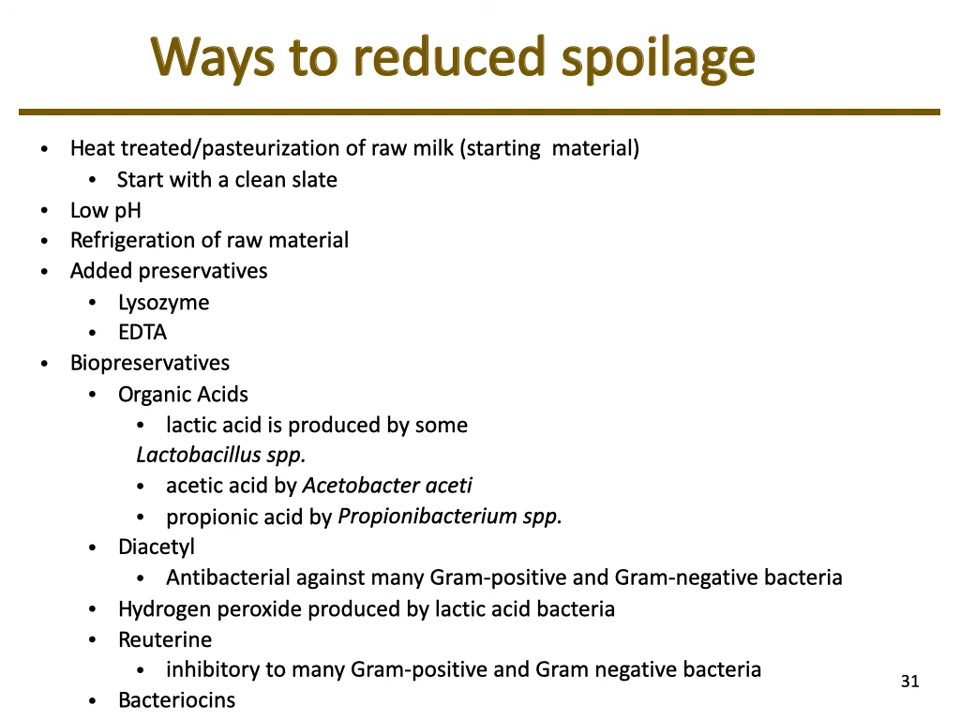 Ways to reduced spoilage
• Heat treated/pasteurization of raw milk (starting material)
• Start with a clean slate
• Low pH
• Refrigeration of raw material
• Added preservatives
• Lysozyme
• EDTA
• Biopreservatives
• Organic Acids
• lactic acid is produced by some
Lactobacillus spp.
• acetic acid by Acetobacter aceti
• propionic acid by Propionibacterium spp.
• Diacetyl
• Antibacterial against many Gram-positive and Gram-negative bacteria
• Hydrogen peroxide produced by lactic acid bacteria
• Reuterine
• inhibitory to many Gram-positive and Gram negative bacteria
• Bacteriocins
31